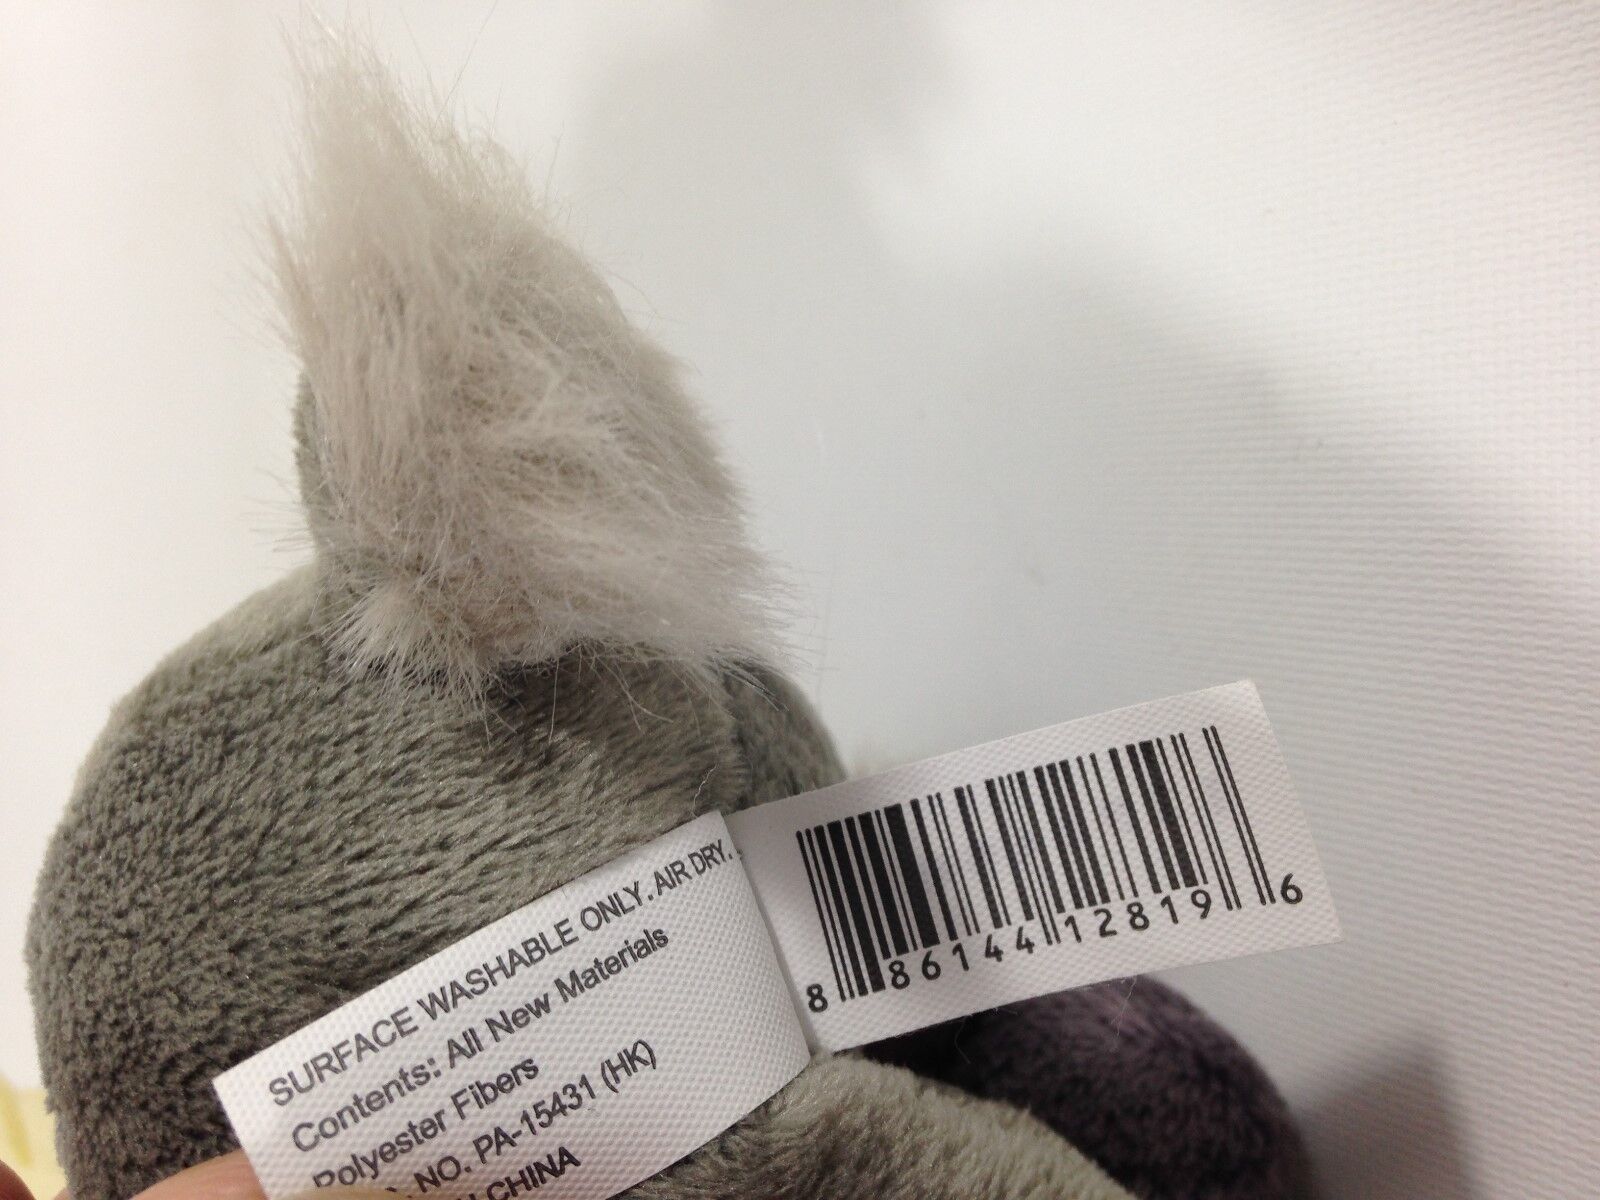 SURFACE WASHABLE ONLY. AIR DRY.
Contents: All New Materials
Polyester Fibers
NO. PA-15431 (HK)
CHINA
8 86144 12819 6